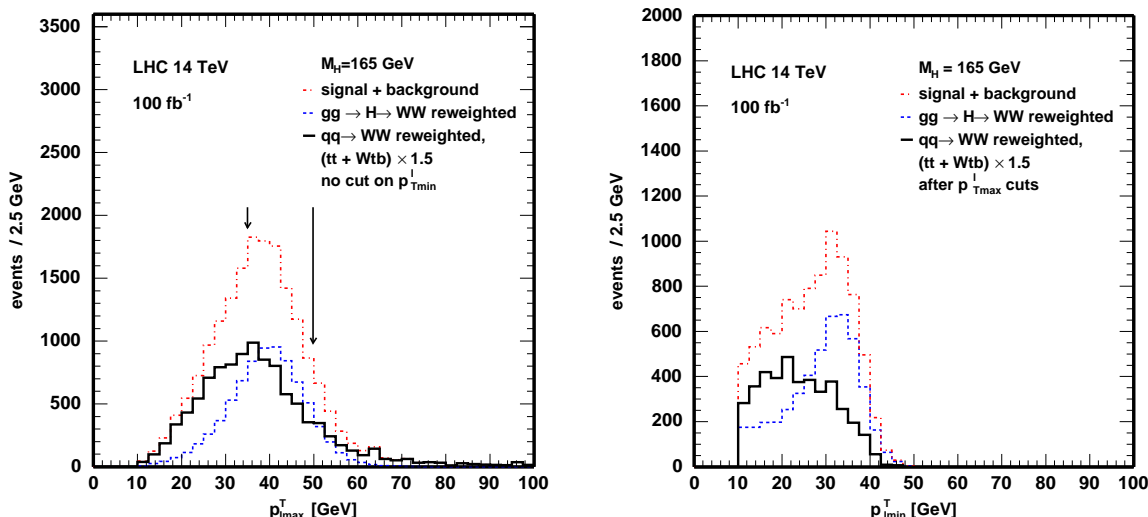 3500
3000
2500
2000
1500
1000
500
0
events / 2.5 GeV
LHC 14 TeV
100 fb-1
MH=165 GeV
signal + background
gg → H→ WW reweighted
qq→ WW reweighted,
(tt + Wtb) ×1.5
no cut on plTmin
0 10 20 30 40 50 60 70 80 90 100
pTlmax [GeV]
2000
1800
1600
1400
1200
1000
800
600
400
200
0
events / 2.5 GeV
LHC 14 TeV
100 fb-1
MH = 165 GeV
signal + background
gg → H→ WW reweighted
qq→ WW reweighted,
(tt + Wtb) ×1.5
after plTmax cuts
0 10 20 30 40 50 60 70 80 90 100
pTlmin [GeV]